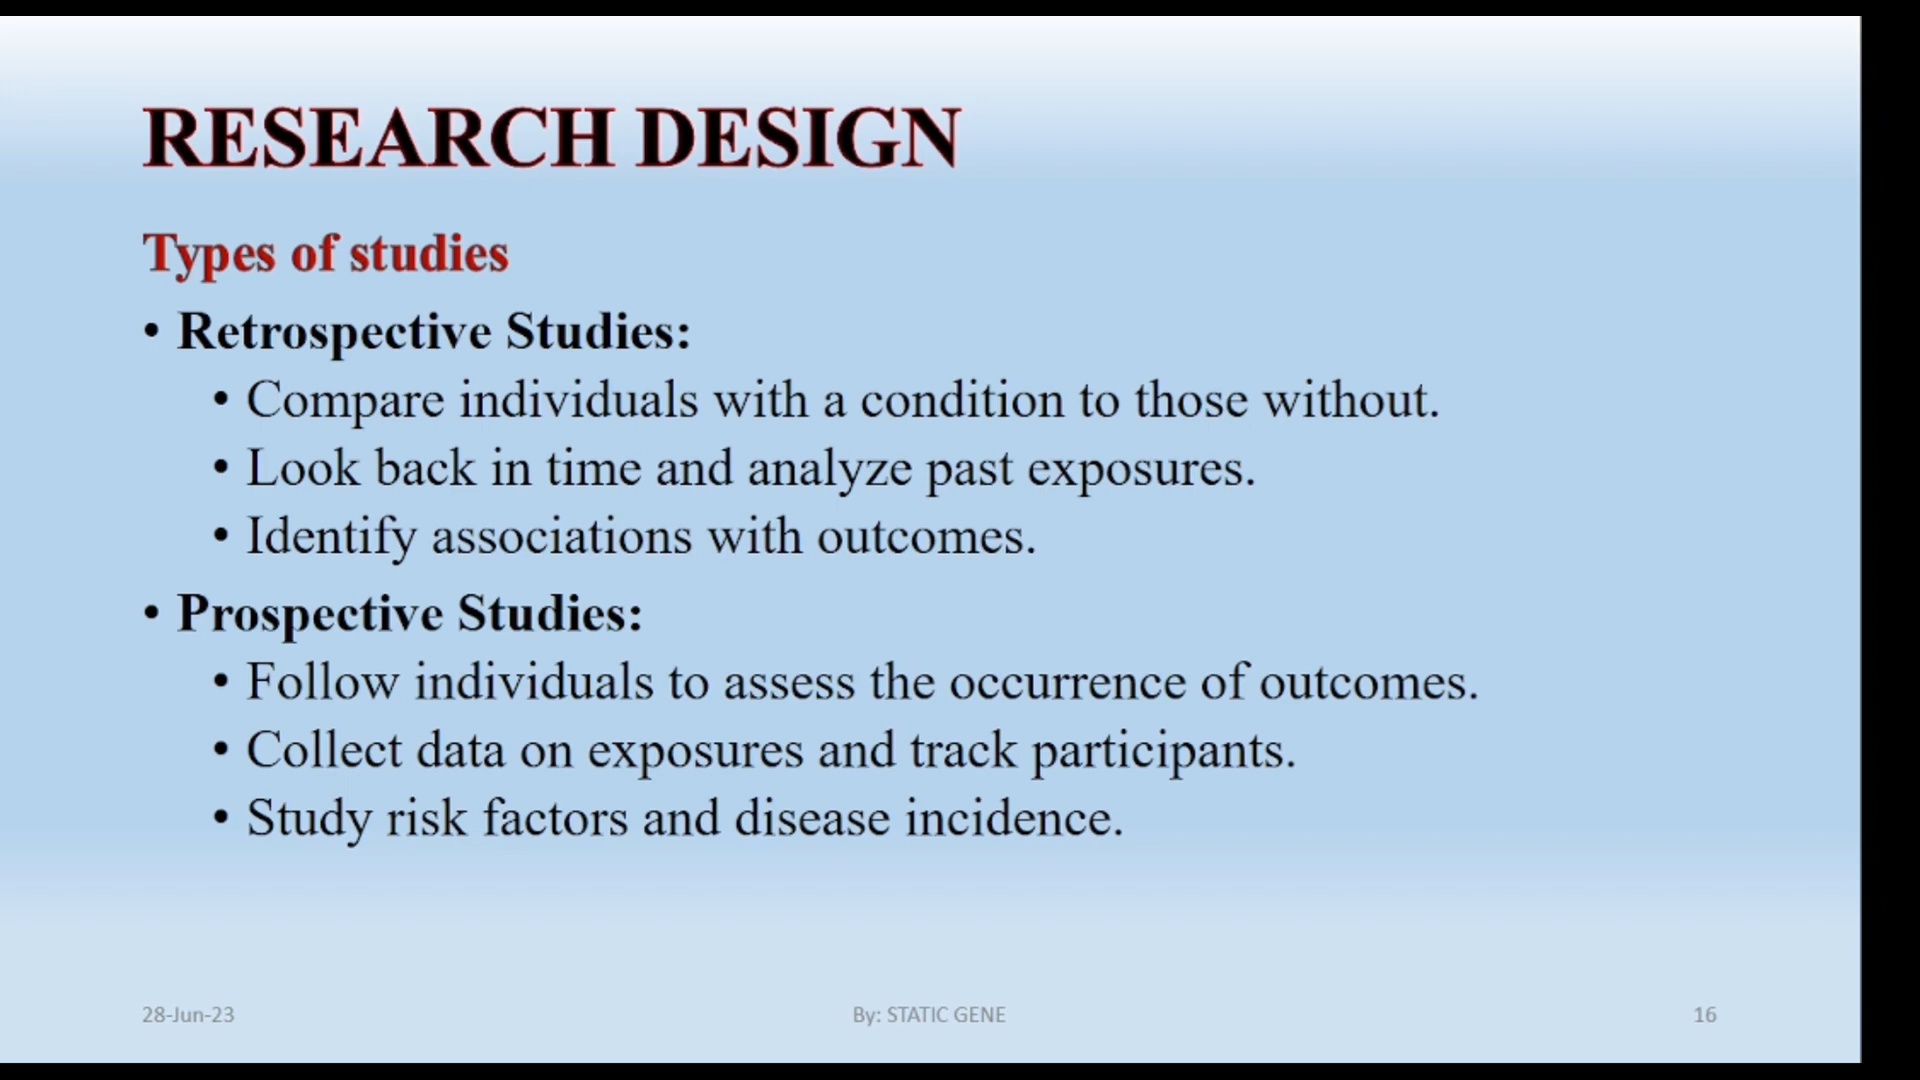 RESEARCH DESIGN
Types of studies
• Retrospective Studies:
• Compare individuals with a condition to those without.
• Look back in time and analyze past exposures.
• Identify associations with outcomes.
• Prospective Studies:
• Follow individuals to assess the occurrence of outcomes.
• Collect data on exposures and track participants.
• Study risk factors and disease incidence.
28-Jun-23
By: STATIC GENE
16